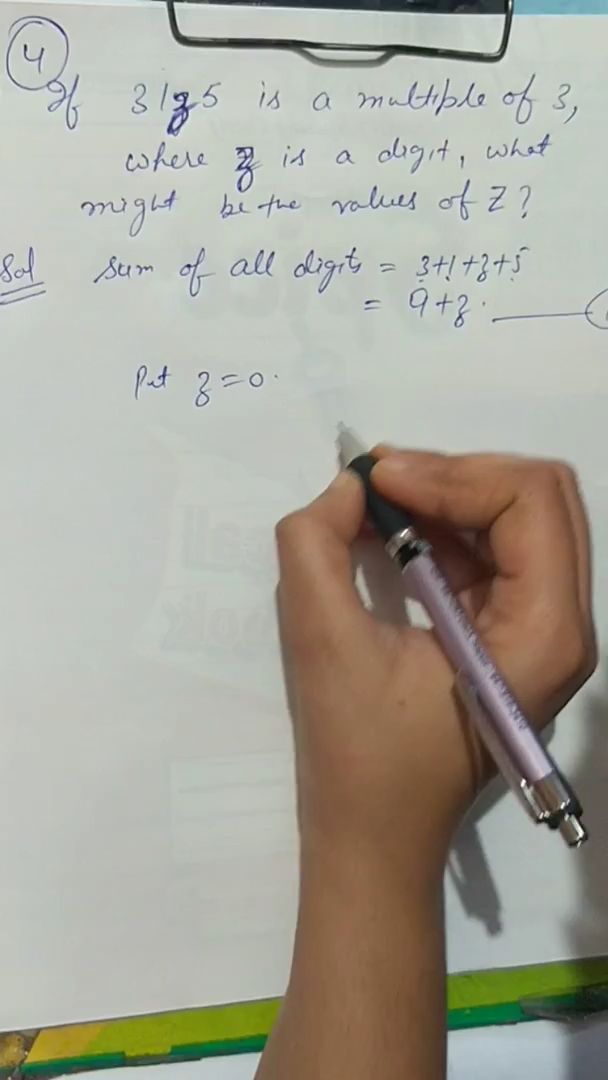 4
If 31z5 is a multiple of 3,
where z is a digit, what
might be the values of Z?
Sol Sum of all digits = 3+1+z+5
= 9+z.
Put z=0.